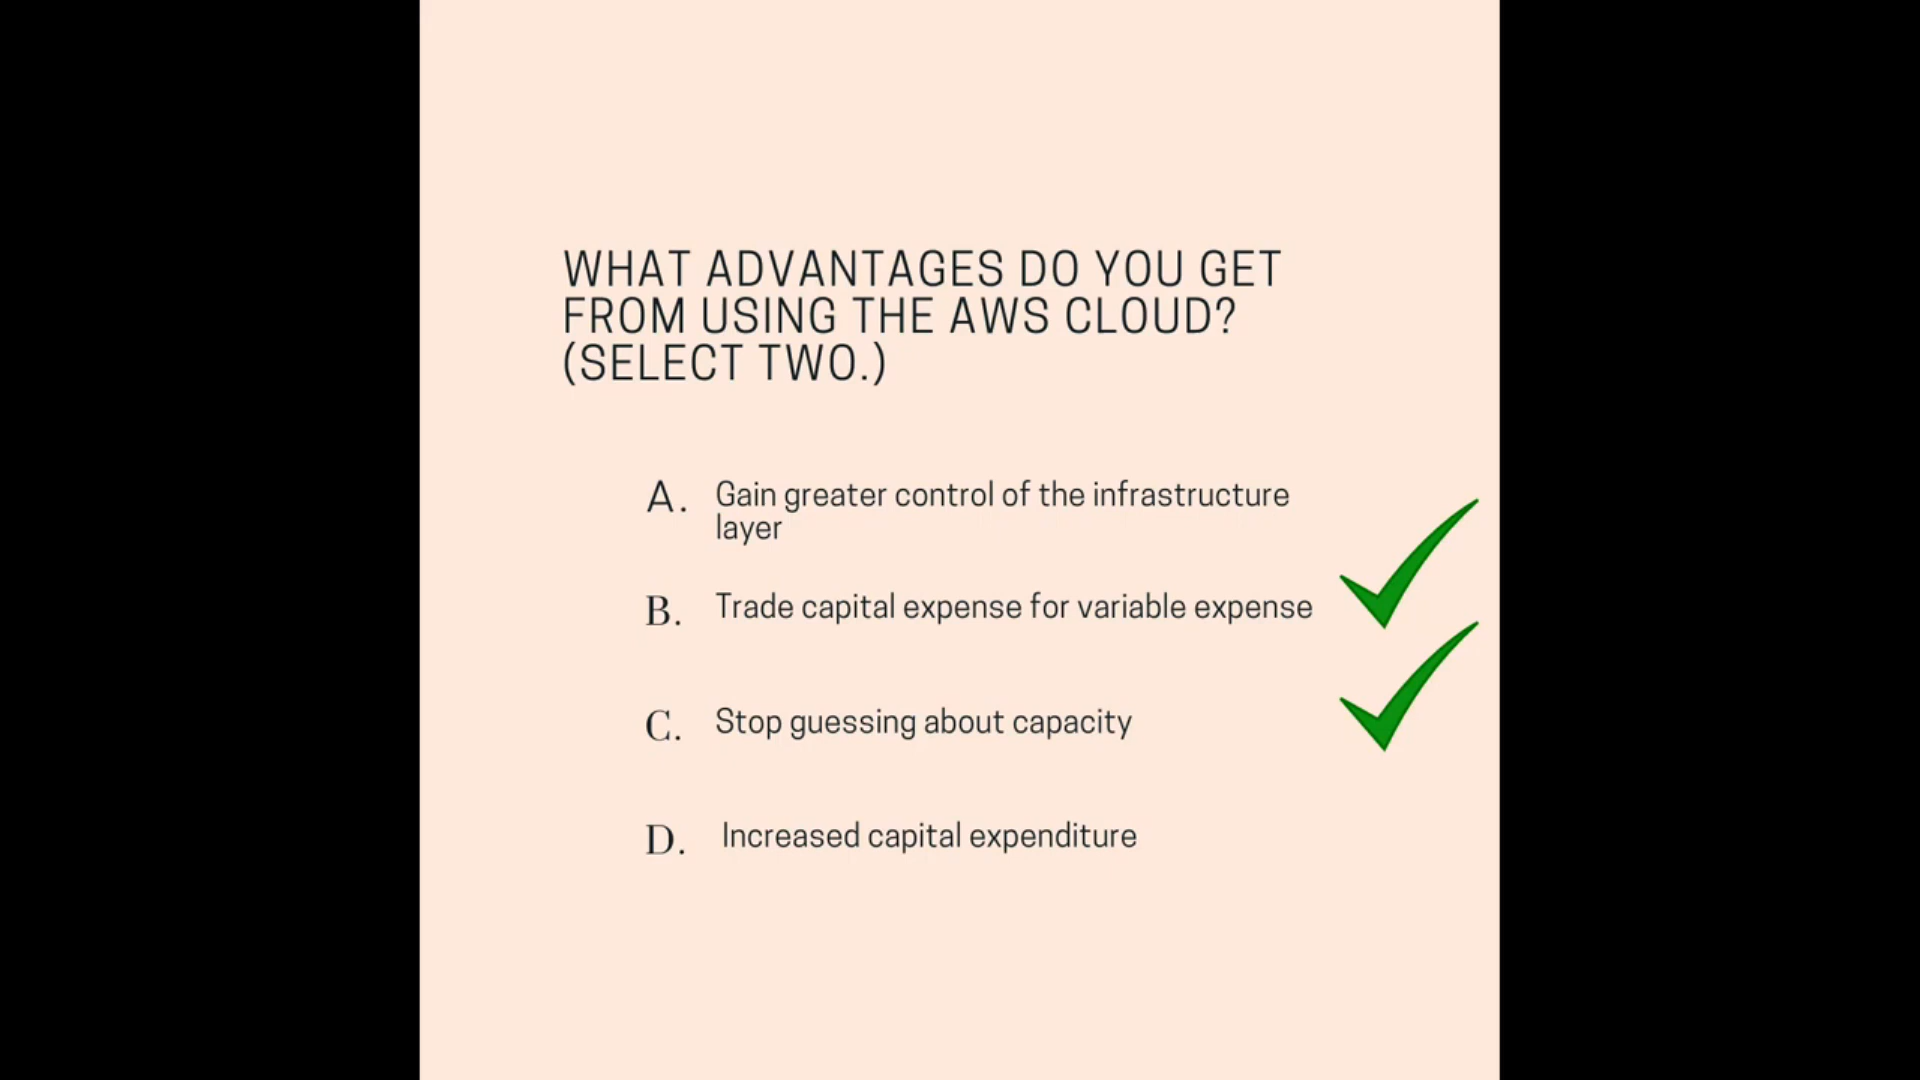 WHAT ADVANTAGES DO YOU GET
FROM USING THE AWS CLOUD?
(SELECT TWO.)
A. Gain greater control of the infrastructure
layer
B. Trade capital expense for variable expense
C. Stop guessing about capacity
D. Increased capital expenditure